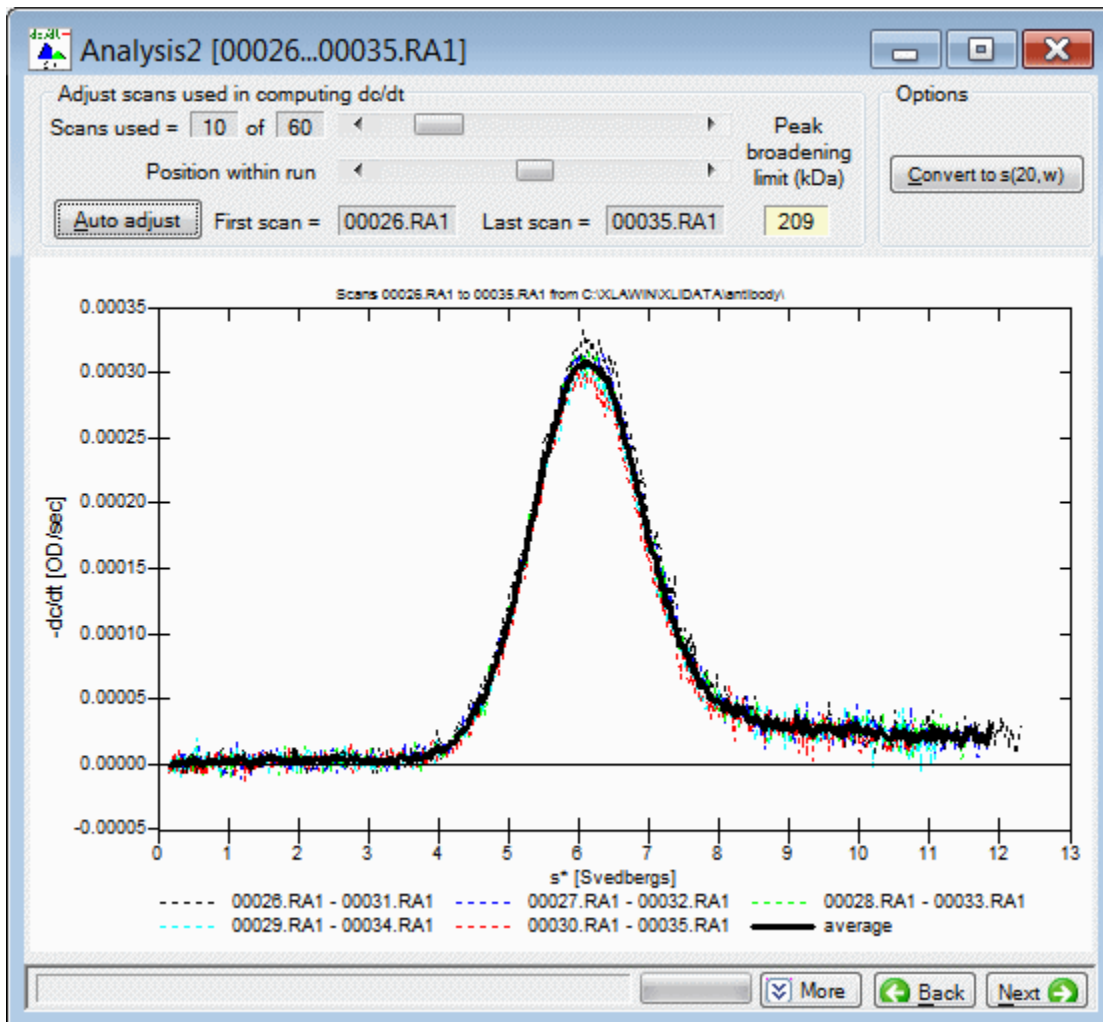 Analysis2 [00026...00035.RA1]
Adjust scans used in computing dc/dt
Scans used = 10 of 60
Position within run
Peak broadening limit (kDa)
Auto adjust First scan = 00026.RA1 Last scan = 00035.RA1 209
Options
Convert to s(20,w)
Scans 00026.RA1 to 00035.RA1 from C:\XLAWIN\XLIDATA\antibody\
-dc/dt [OD/sec]
0.00035
0.00030
0.00025
0.00020
0.00015
0.00010
0.00005
0.00000
-0.00005
0 1 2 3 4 5 6 7 8 9 10 11 12 13
s* [Svedbergs]
00026.RA1 - 00031.RA1 00027.RA1 - 00032.RA1 00028.RA1 - 00033.RA1
00029.RA1 - 00034.RA1 00030.RA1 - 00035.RA1 average
More Back Next